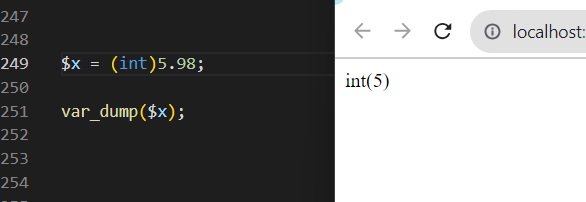 247
248
249 $x = (int)5.98;
250
251 var_dump($x);
252
253
254
localhost:
int(5)